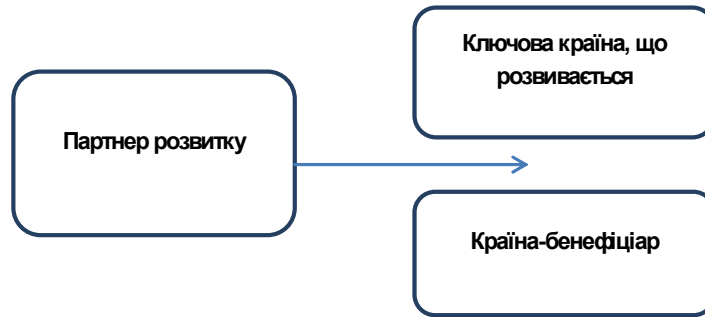 Ключова країна, що
розвивається
Партнер розвитку
Країна-бенефіціар